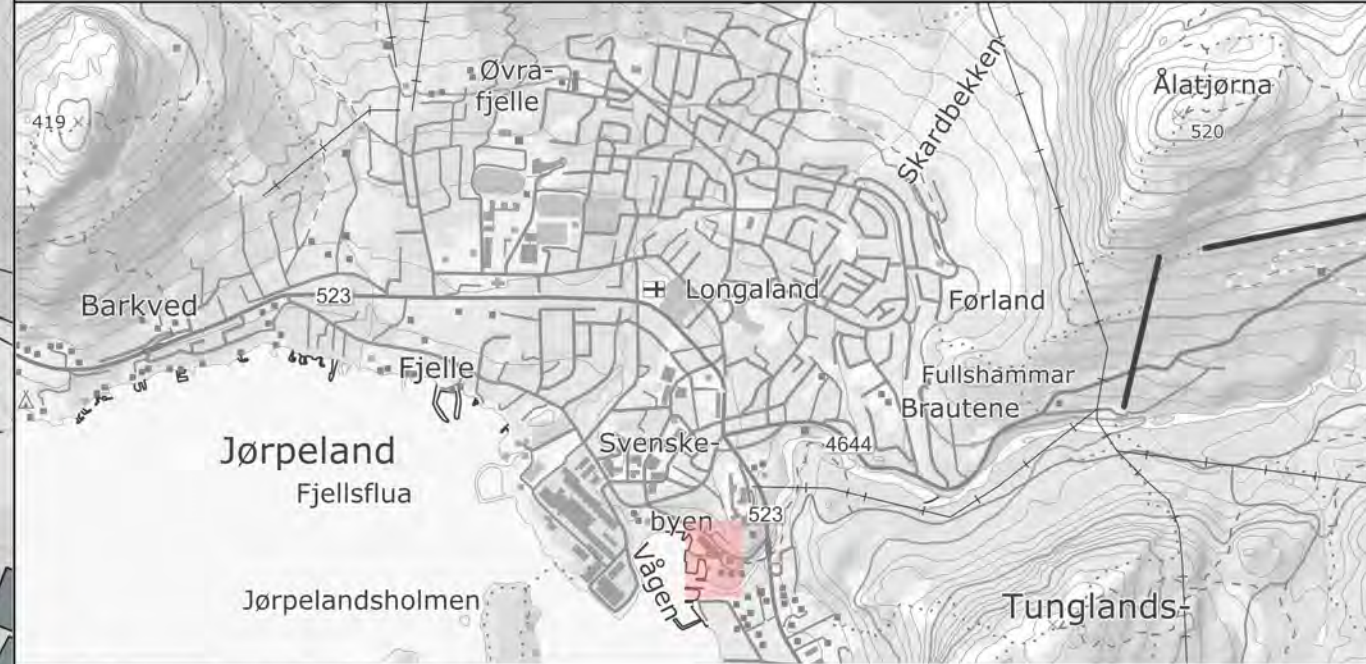 Øvra-
fjelle
Skardbekken
Ålatjørna
520
419
Barkved
523
Longaland
Førland
Fjelle
Fullshammar
Brautene
Jørpeland
Svenske-
4644
Fjellsflua
byen
523
Vågen
Jørpelandsholmen
Tunglands-